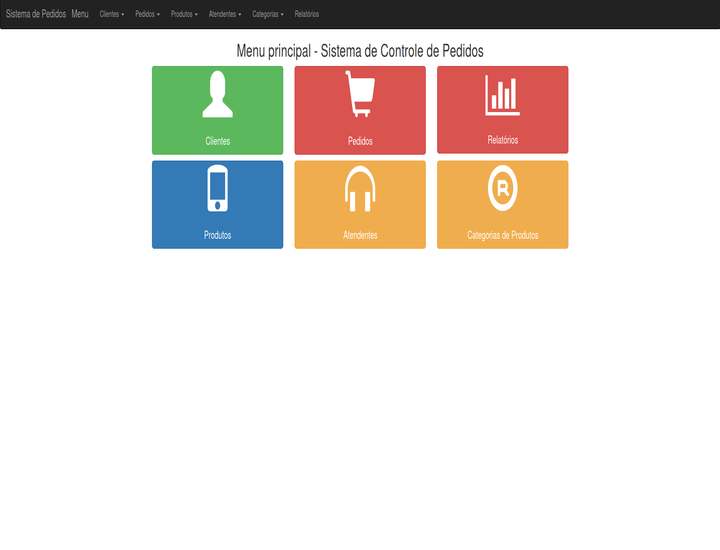 Sistema de Pedidos Menu Clientes Pedidos Produtos Atendentes Categorias Relatórios
Menu principal - Sistema de Controle de Pedidos
Clientes Pedidos Relatórios
R
Produtos Atendentes Categorias de Produtos